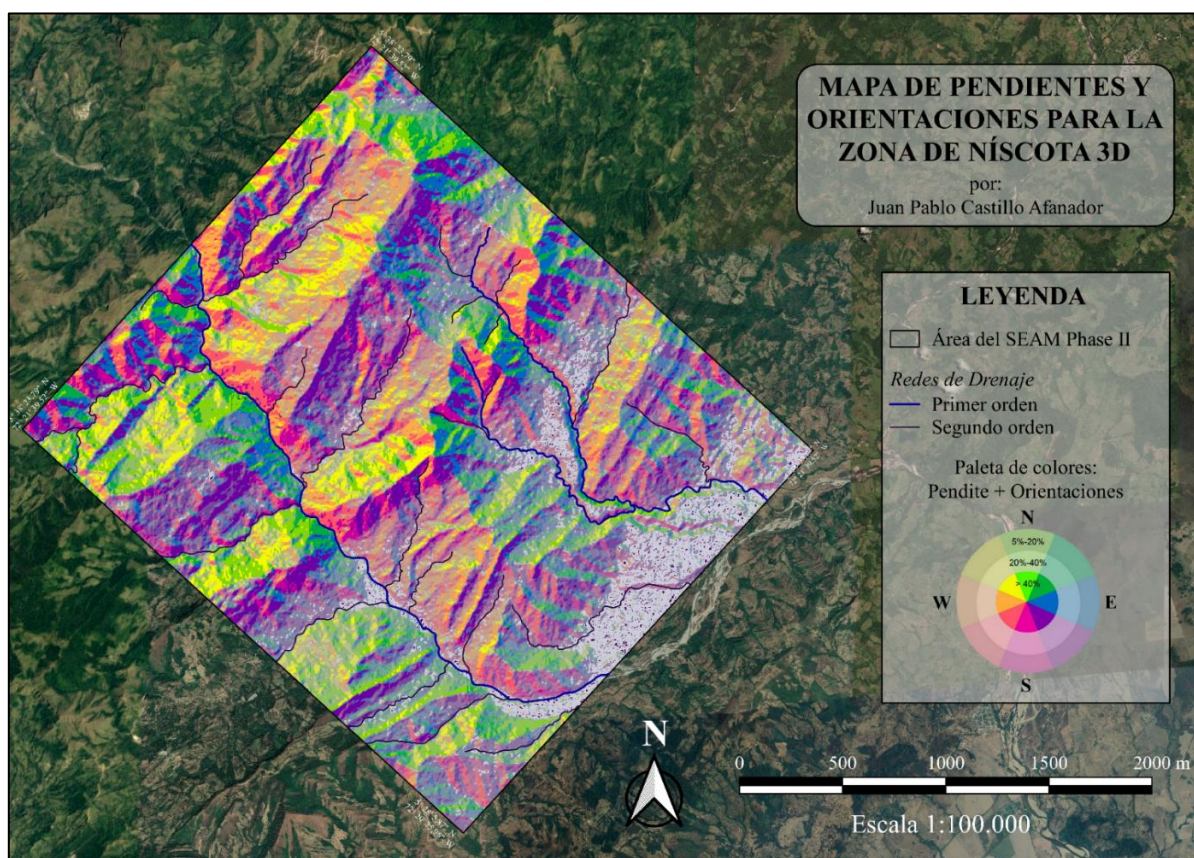 MAPA DE PENDIENTES Y
ORIENTACIONES PARA LA
ZONA DE NÍSCOTA 3D
por:
Juan Pablo Castillo Afanador
LEYENDA
Área del SEAM Phase II
Redes de Drenaje
Primer orden
Segundo orden
Paleta de colores:
Pendite + Orientaciones
N
5%-20%
20%-40%
> 40%
W
E
S
N
0 500 1000 1500 2000 m
Escala 1:100.000